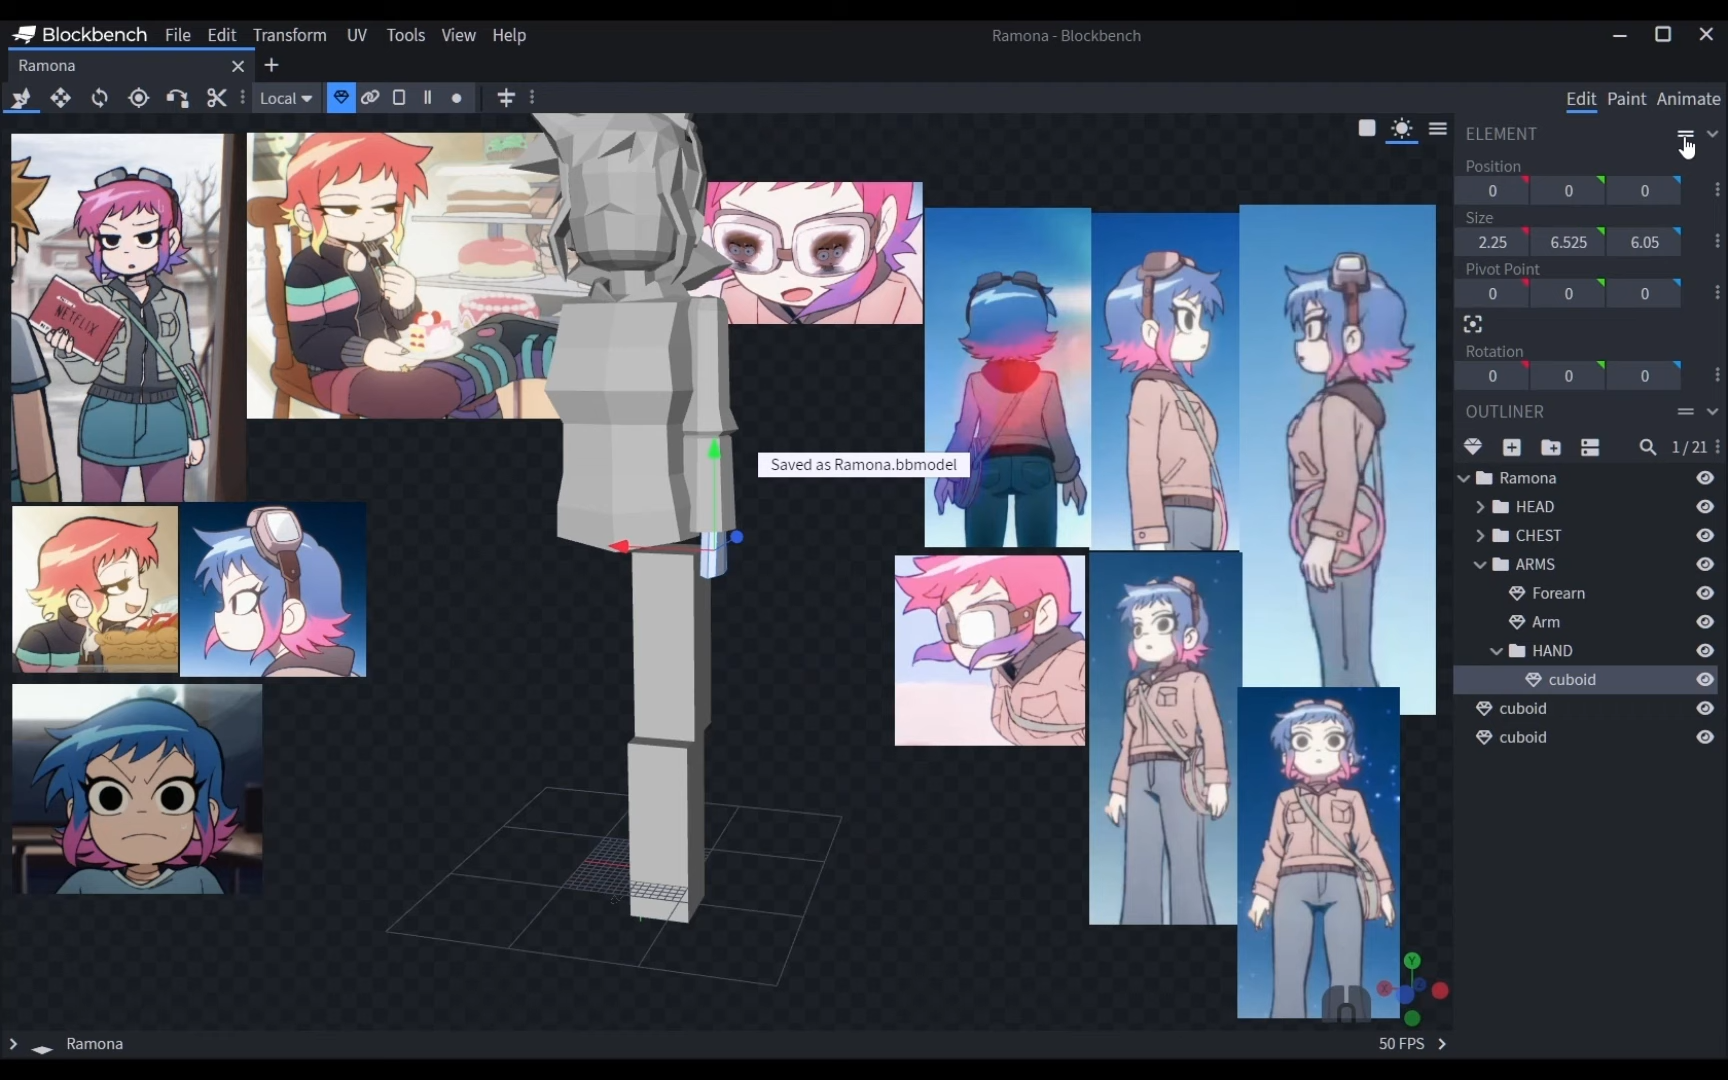 Blockbench File Edit Transform UV Tools View Help Ramona - Blockbench
Ramona
Local Edit Paint Animate
ELEMENT
Position
0 0 0
Size
2.25 6.525 6.05
Pivot Point
0 0 0
Rotation
0 0 0
OUTLINER
1 / 21
Ramona
HEAD
CHEST
ARMS
Forearn
Arm
HAND
cuboid
cuboid
cuboid
NETFLIX
Saved as Ramona.bbmodel
Y
X
Ramona 50 FPS